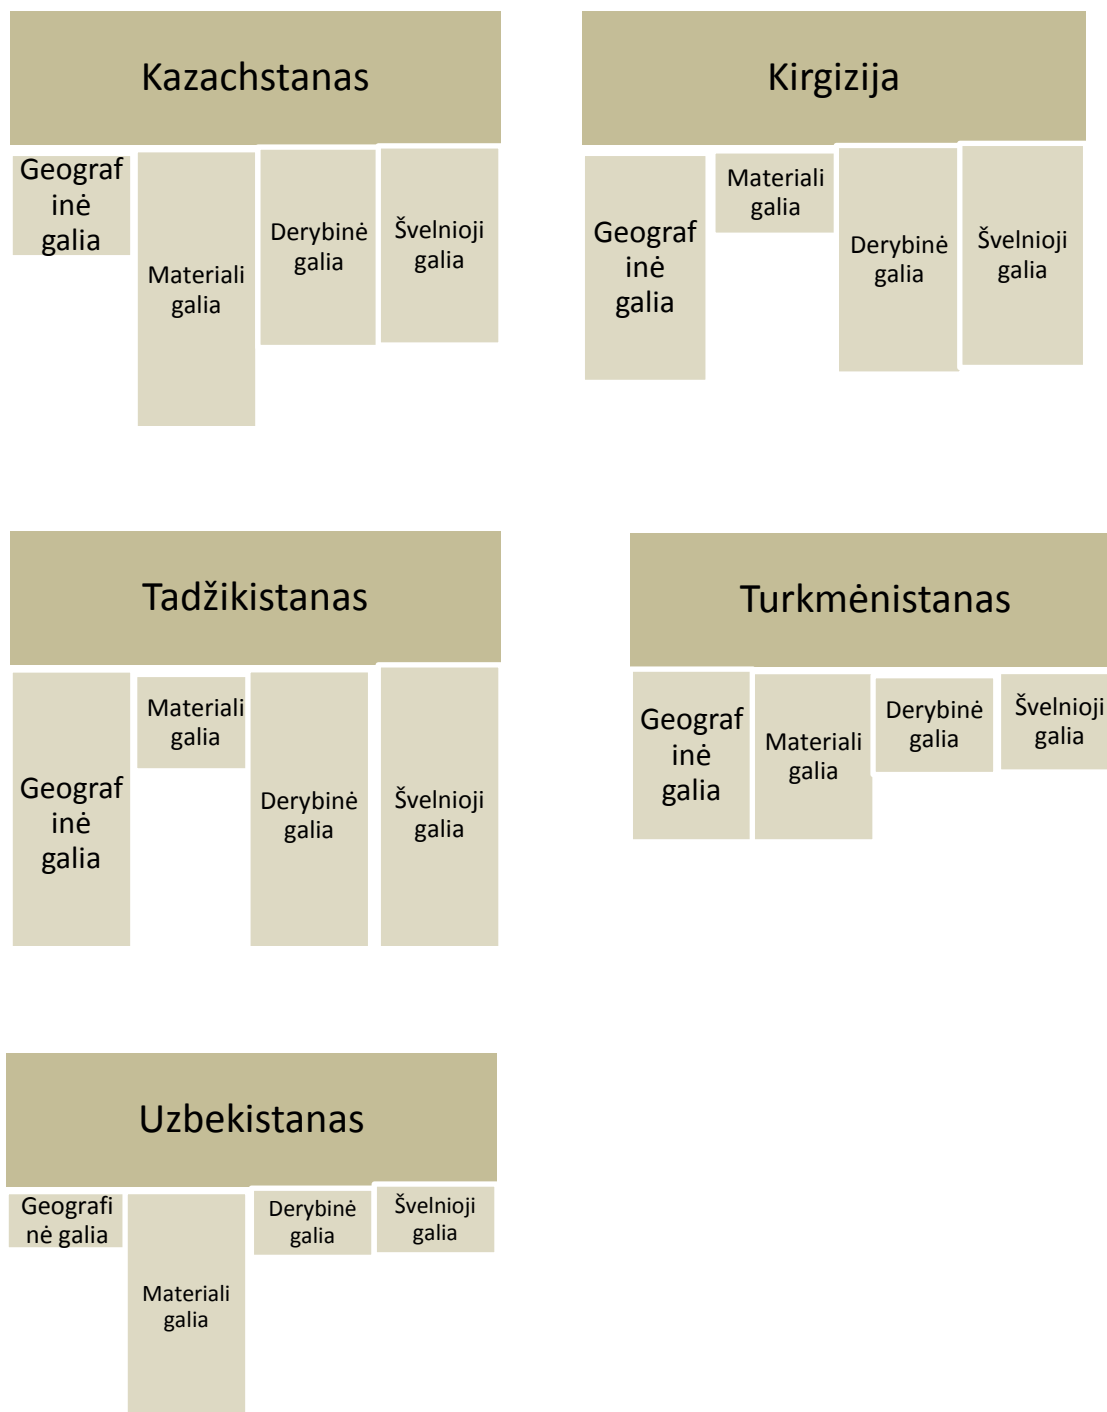 Kazachstanas
Geograf
inė
galia
Materiali
galia
Derybinė
galia
Švelnioji
galia
Kirgizija
Geograf
inė
galia
Materiali
galia
Derybinė
galia
Švelnioji
galia
Tadžikistanas
Geograf
inė
galia
Materiali
galia
Derybinė
galia
Švelnioji
galia
Turkmėnistanas
Geograf
inė
galia
Materiali
galia
Derybinė
galia
Švelnioji
galia
Uzbekistanas
Geografi
nė galia
Materiali
galia
Derybinė
galia
Švelnioji
galia